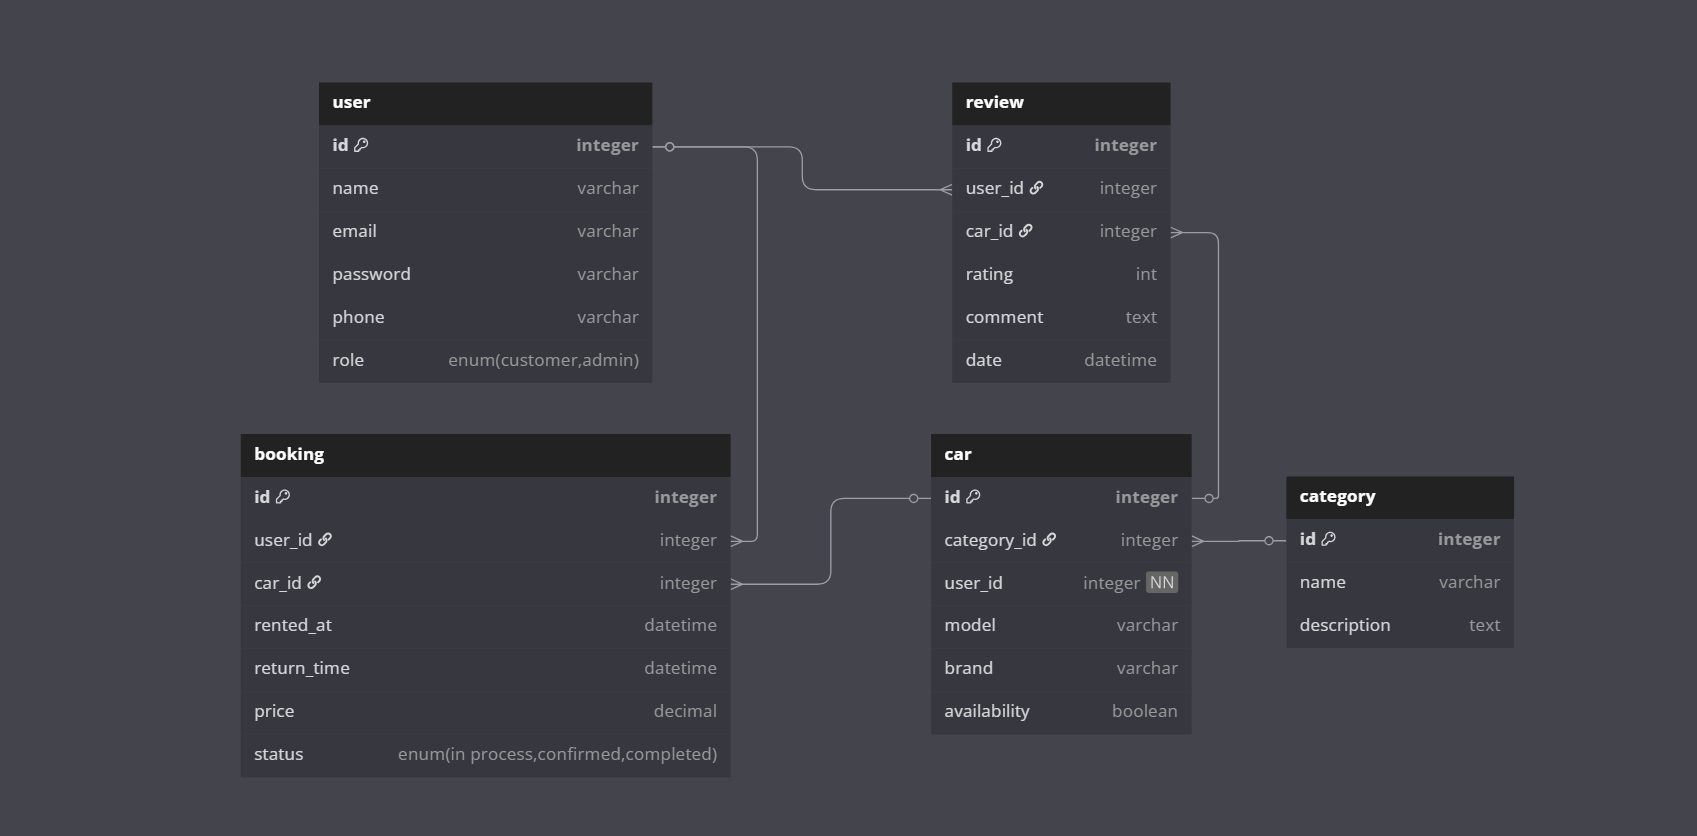 user
id integer
name varchar
email varchar
password varchar
phone varchar
role enum(customer,admin)
review
id integer
user_id integer
car_id integer
rating int
comment text
date datetime
booking
id integer
user_id integer
car_id integer
rented_at datetime
return_time datetime
price decimal
status enum(in process,confirmed,completed)
car
id integer
category_id integer
user_id integer NN
model varchar
brand varchar
availability boolean
category
id integer
name varchar
description text